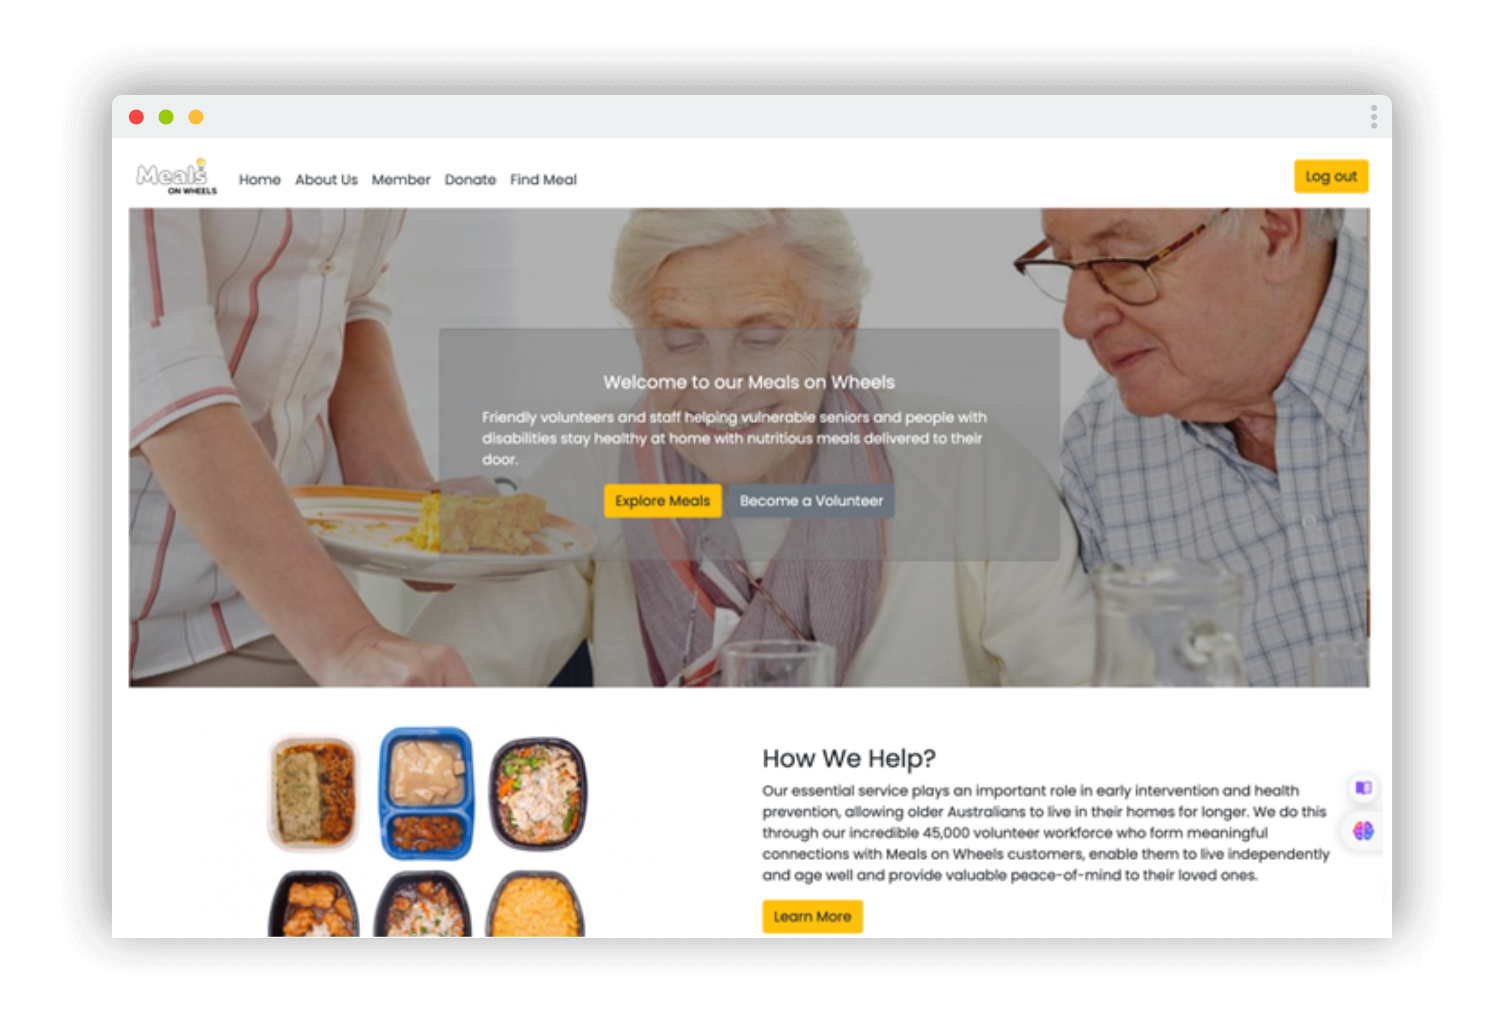 Meals
ON WHEELS
Home About Us Member Donate Find Meal
Log out
Welcome to our Meals on Wheels
Friendly volunteers and staff helping vulnerable seniors and people with
disabilities stay healthy at home with nutritious meals delivered to their
door.
Explore Meals Become a Volunteer
How We Help?
Our essential service plays an important role in early intervention and health
prevention, allowing older Australians to live in their homes for longer. We do this
through our incredible 45,000 volunteer workforce who form meaningful
connections with Meals on Wheels customers, enable them to live independently
and age well and provide valuable peace-of-mind to their loved ones.
Learn More